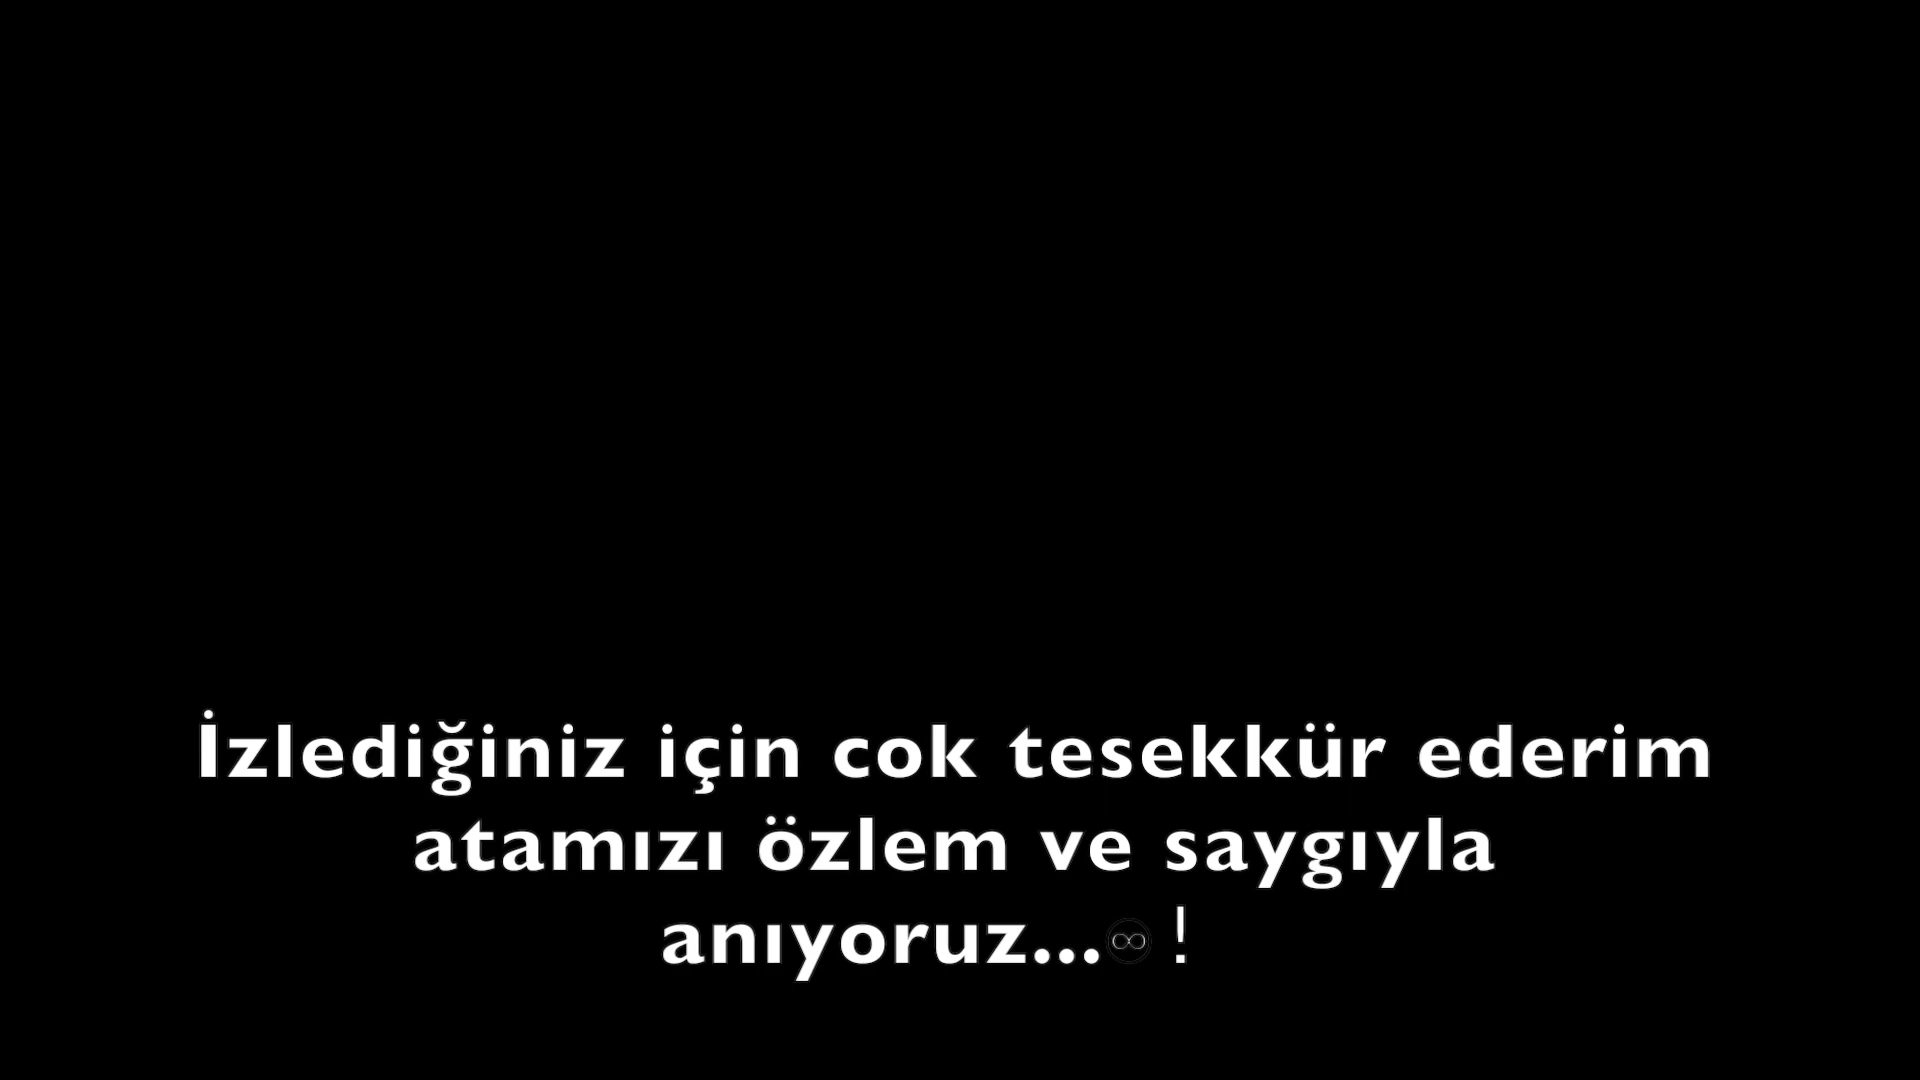 İzlediğiniz için cok tesekkür ederim
atamızı özlem ve saygıyla
anıyoruz...♾!